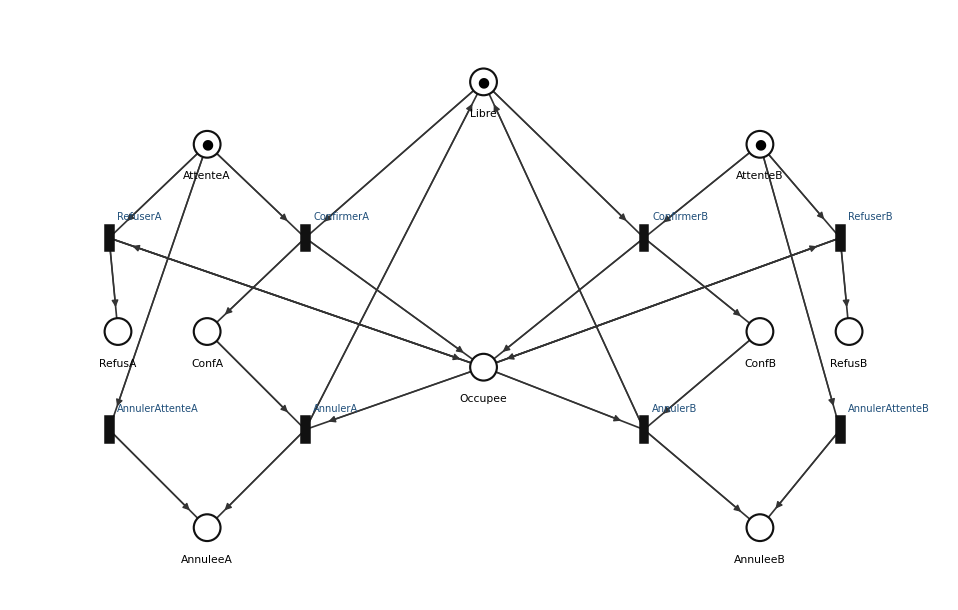 Libre
AttenteA
AttenteB
RefuserA
ConfirmerA
ConfirmerB
RefuserB
RefusA
ConfA
ConfB
RefusB
Occupee
AnnulerAttenteA
AnnulerA
AnnulerB
AnnulerAttenteB
AnnuleeA
AnnuleeB